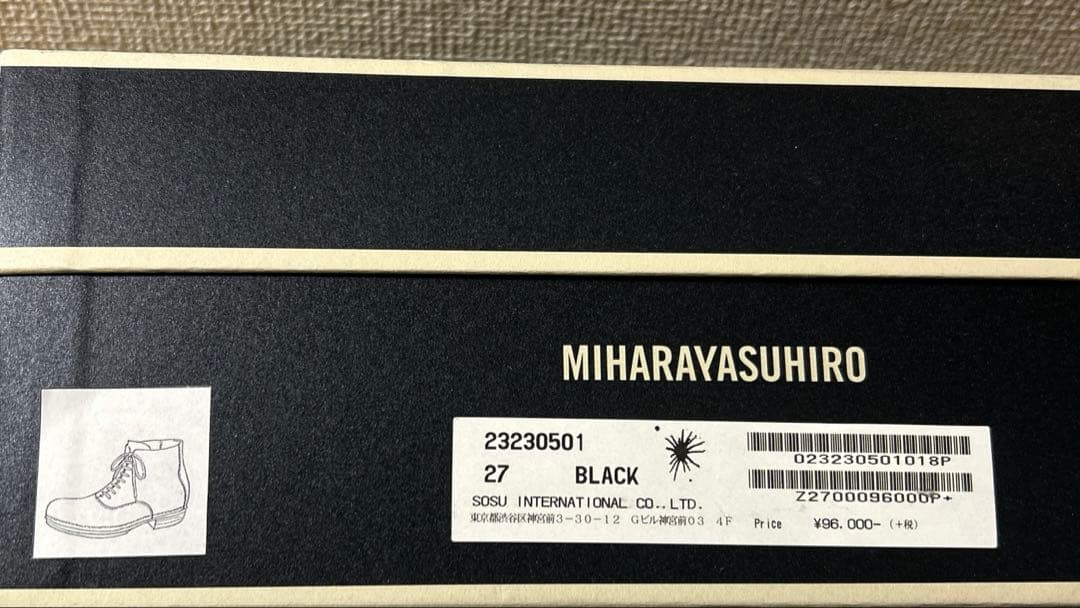 MIHARAYASUHIRO
23230501
27 BLACK
SOSU INTERNATIONAL CO.,LTD.
東京都渋谷区神宮前3-30-12 Gビル神宮前03 4F
023230501018P
Z2700096000P+
Price ¥96,000- (+税)